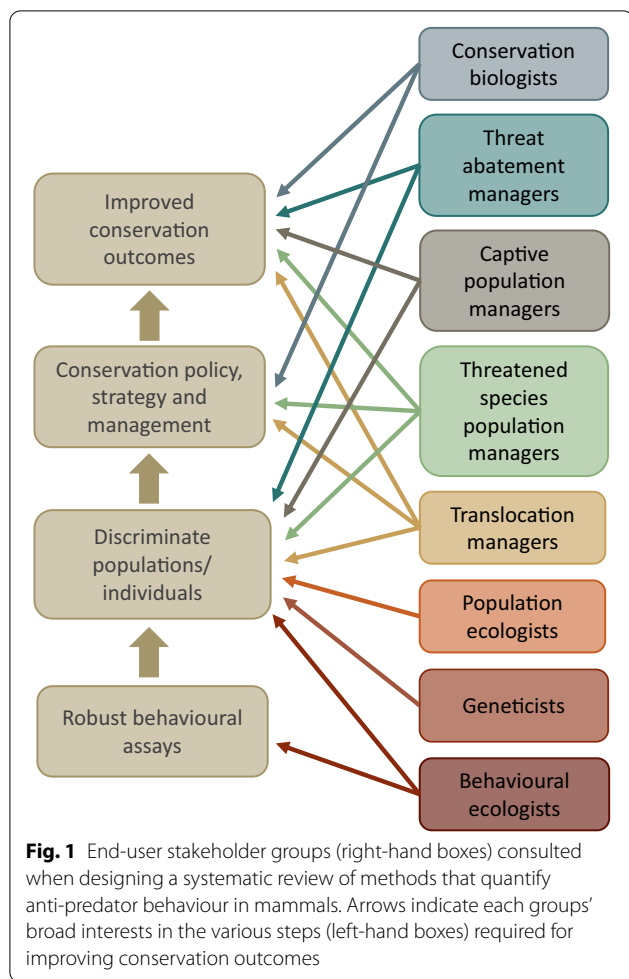 Conservation
biologists
Threat
abatement
managers
Improved
conservation
outcomes
Captive
population
managers
Conservation policy,
strategy and
management
Threatened
species
population
managers
Discriminate
populations/
individuals
Translocation
managers
Population
ecologists
Robust behavioural
assays
Geneticists
Behavioural
ecologists
Fig. 1 End-user stakeholder groups (right-hand boxes) consulted
when designing a systematic review of methods that quantify
anti-predator behaviour in mammals. Arrows indicate each groups’
broad interests in the various steps (left-hand boxes) required for
improving conservation outcomes